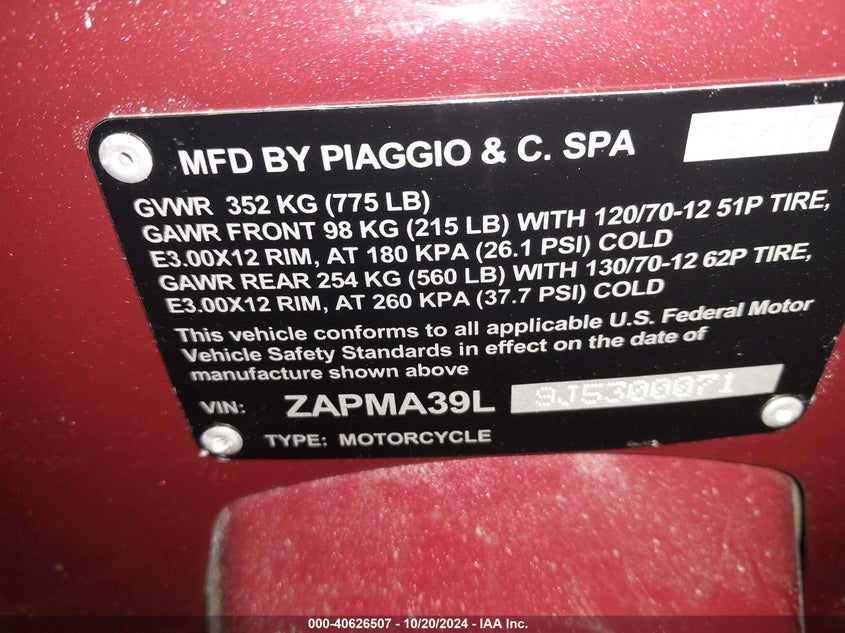 MFD BY PIAGGIO & C. SPA
GVWR 352 KG (775 LB)
GAWR FRONT 98 KG (215 LB) WITH 120/70-12 51P TIRE,
E3.00X12 RIM, AT 180 KPA (26.1 PSI) COLD
GAWR REAR 254 KG (560 LB) WITH 130/70-12 62P TIRE,
E3.00X12 RIM, AT 260 KPA (37.7 PSI) COLD
This vehicle conforms to all applicable U.S. Federal Motor
Vehicle Safety Standards in effect on the date of
manufacture shown above
VIN: ZAPMA39L 9J5300071
TYPE: MOTORCYCLE
000-40626507 - 10/20/2024 - IAA Inc.